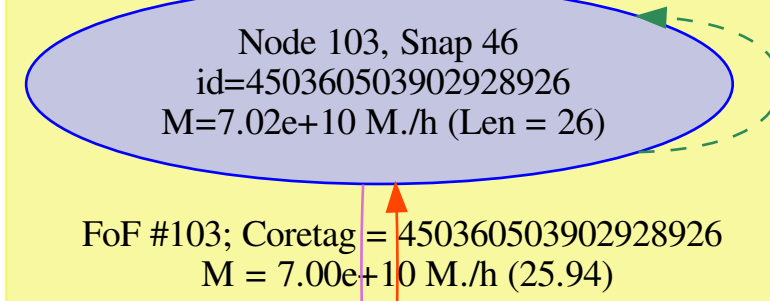 Node 103, Snap 46
id=450360503902928926
M=7.02e+10 M./h (Len = 26)
FoF #103; Coretag = 450360503902928926
M = 7.00e+10 M./h (25.94)